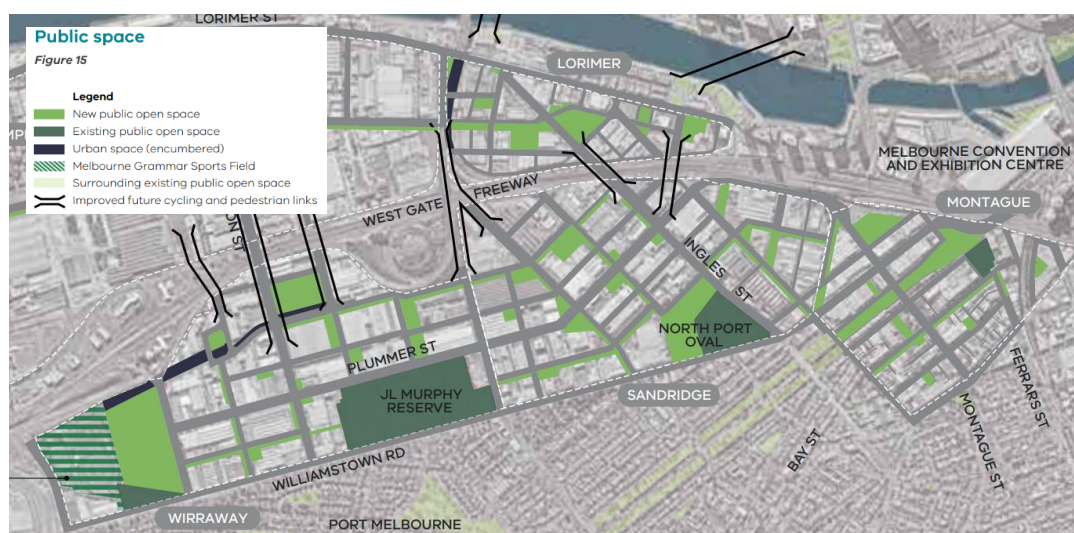 LORIMER ST
Public space
Figure 15
Legend
New public open space
Existing public open space
Urban space (encumbered)
Melbourne Grammar Sports Field
Surrounding existing public open space
Improved future cycling and pedestrian links
LORIMER
MELBOURNE CONVENTION
AND EXHIBITION CENTRE
FREEWAY
WEST GATE
MONTAGUE
ON ST
INGLES ST
NORTH PORT
OVAL
PLUMMER ST
JL MURPHY
RESERVE
SANDRIDGE
FERRARS ST
MONTAGUE ST
BAY ST
WILLIAMSTOWN RD
WIRRAWAY
PORT MELBOURNE